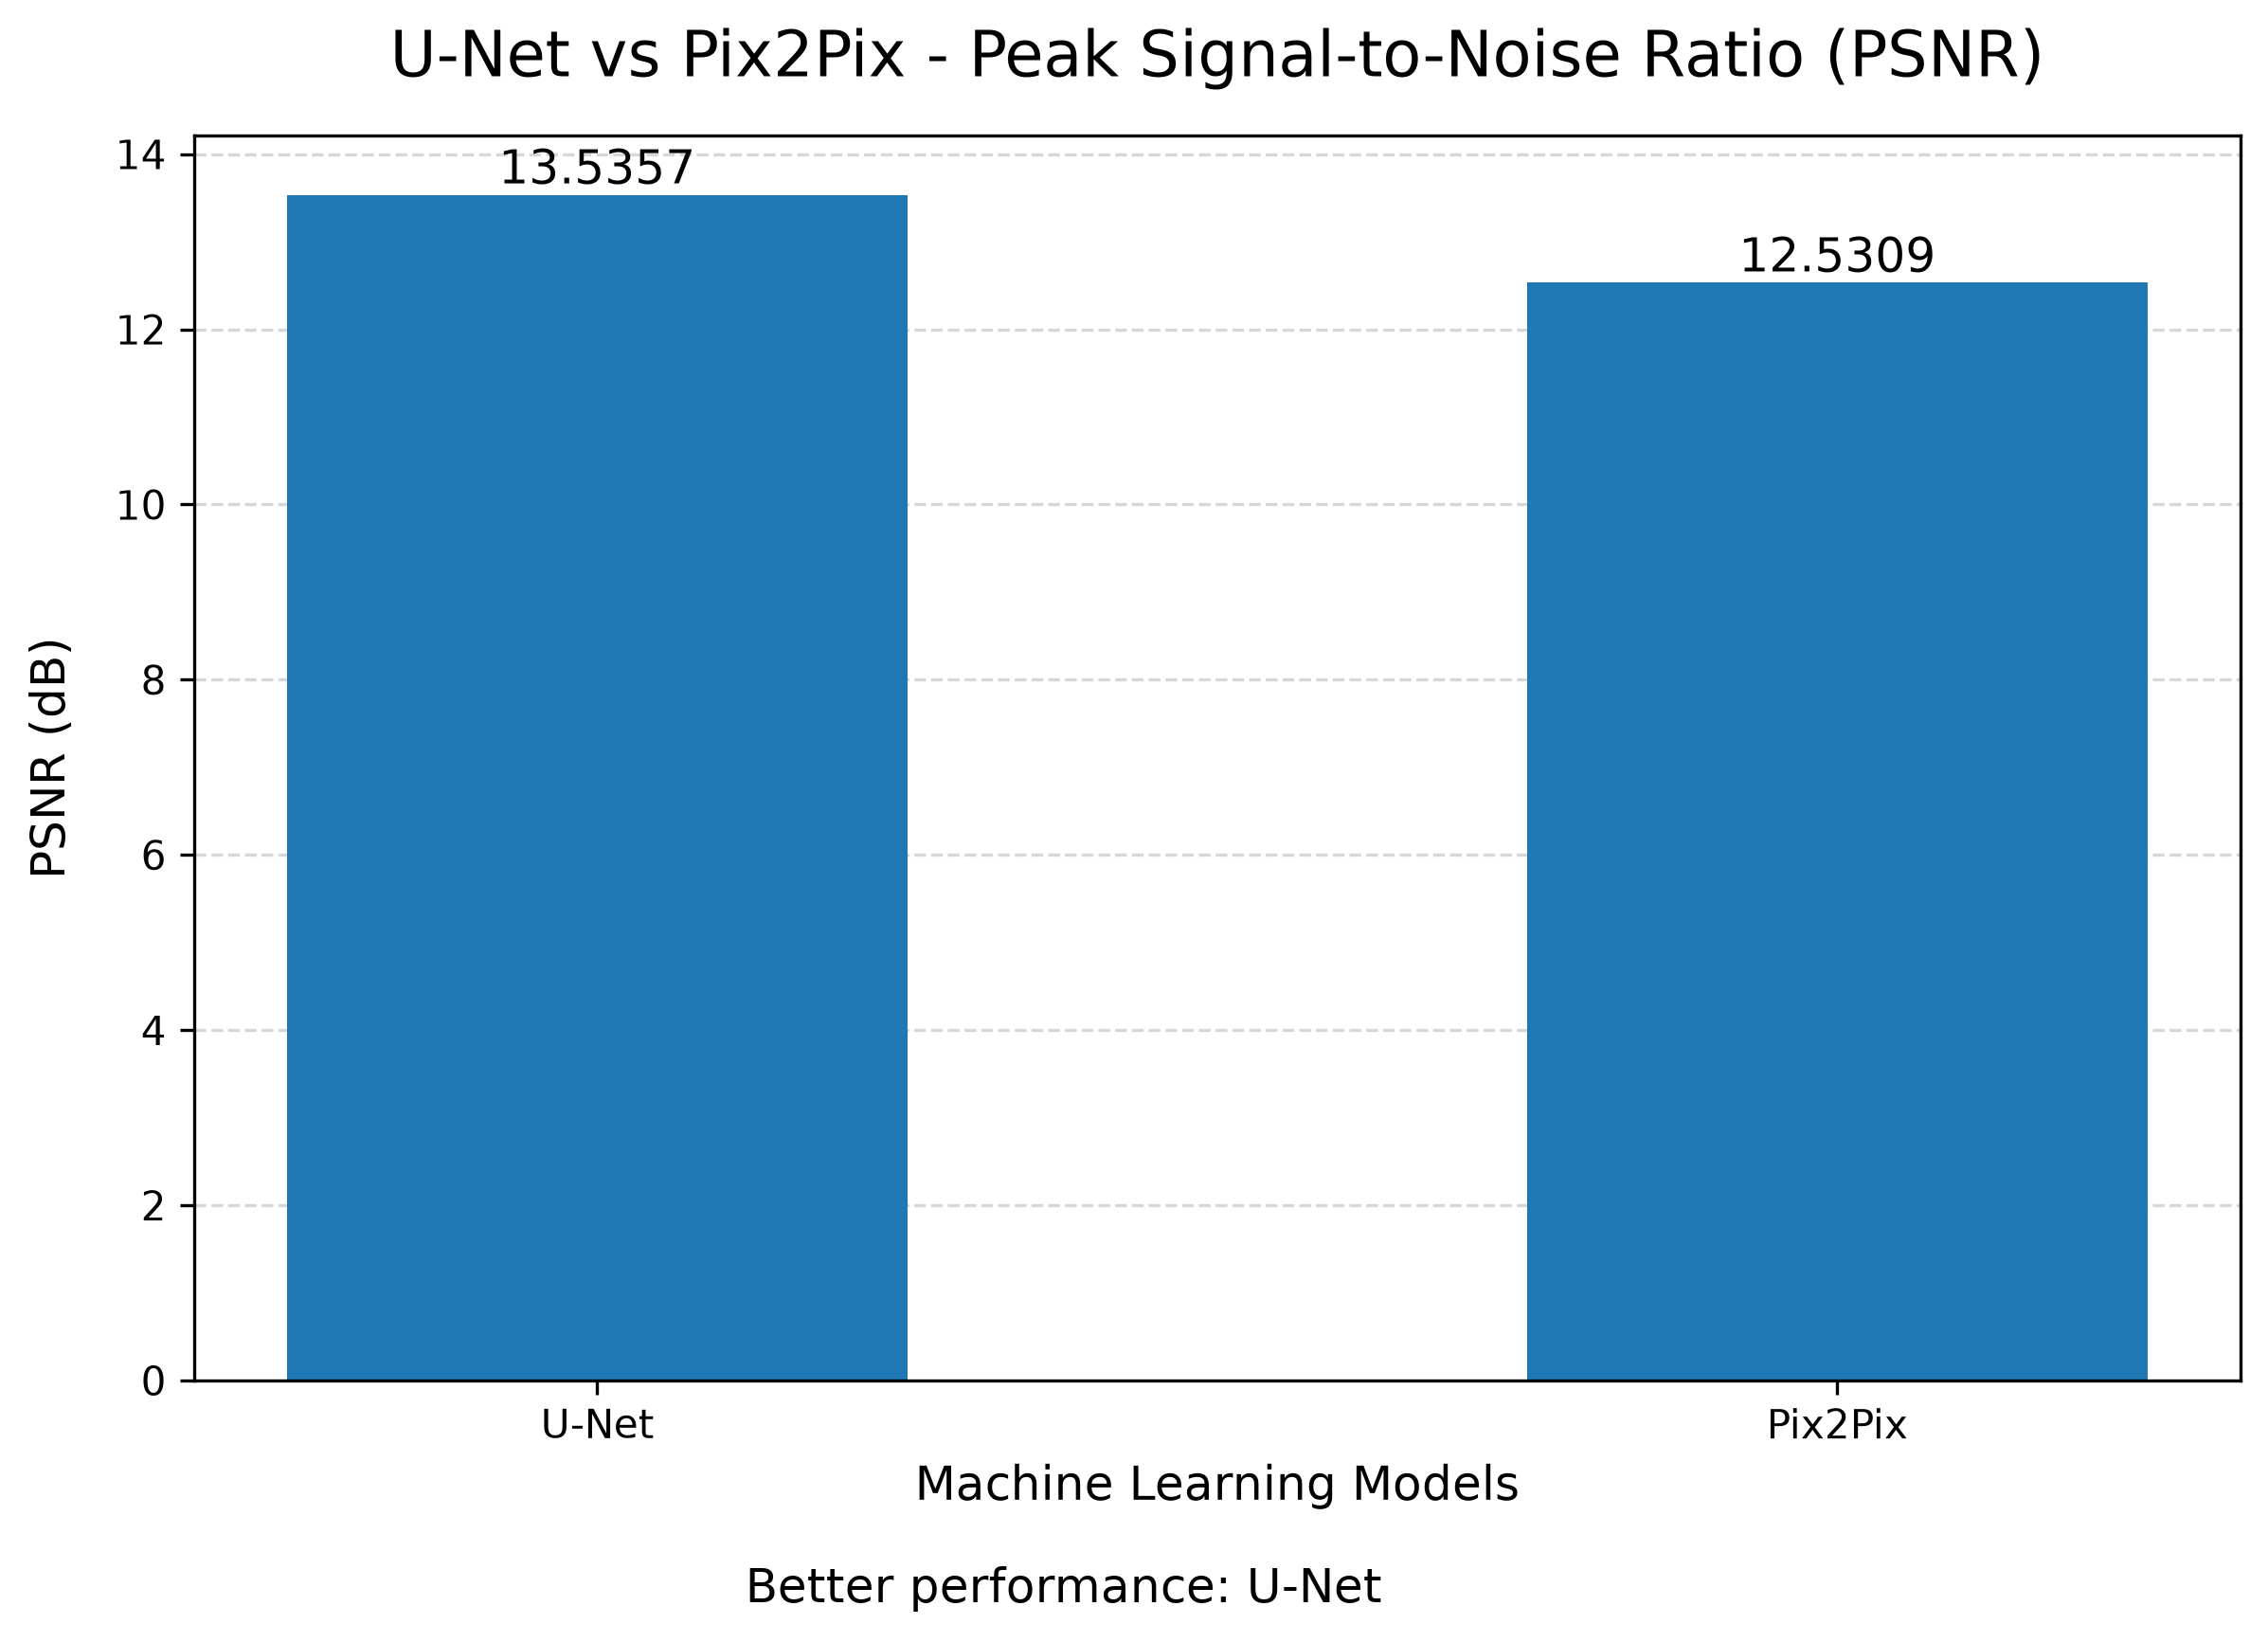 U-Net vs Pix2Pix - Peak Signal-to-Noise Ratio (PSNR)
14
13.5357
12.5309
12
10
8
PSNR (dB)
6
4
2
0
U-Net
Pix2Pix
Machine Learning Models
Better performance: U-Net